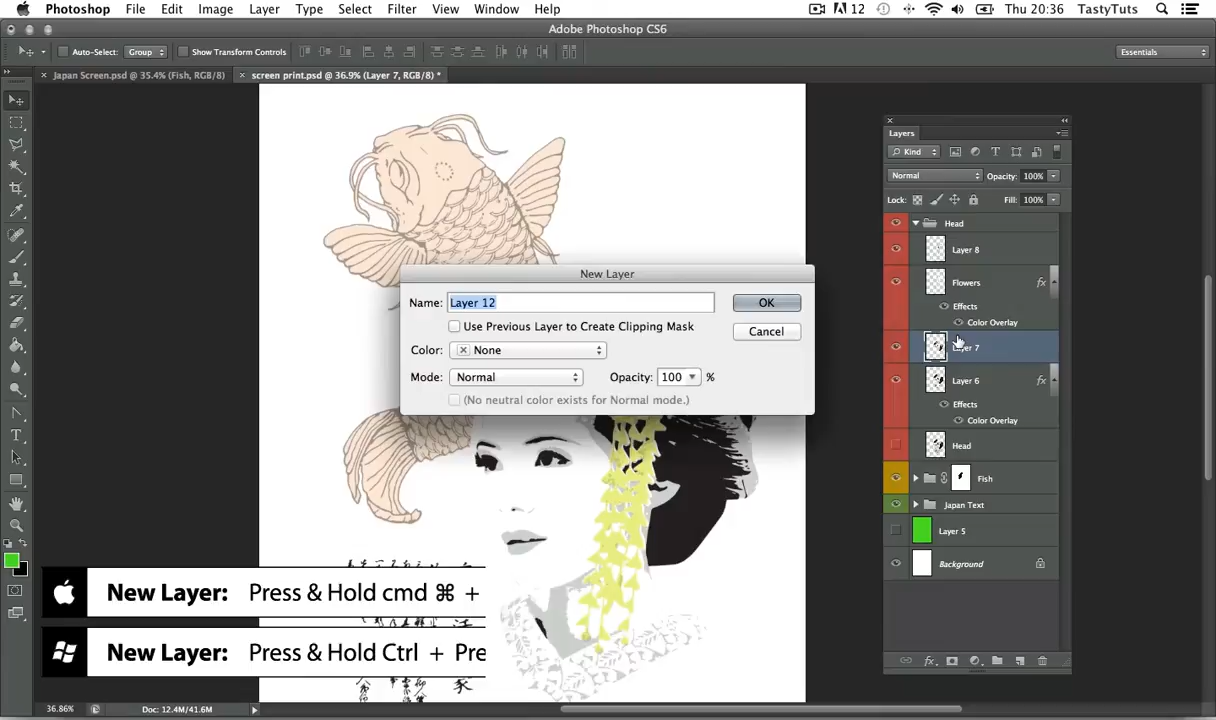 Photoshop File Edit Image Layer Type Select Filter View Window Help 12 Thu 20:36 TastyTuts
Adobe Photoshop CS6
Auto-Select: Group Show Transform Controls Essentials
Japan Screen.psd @ 35.4% (Fish, RGB/8) screen print.psd @ 36.9% (Layer 7, RGB/8) *
Layers
Kind
Normal Opacity: 100%
Lock: Fill: 100%
Head
Layer 8
Flowers fx
Effects
Color Overlay
Layer 7
Layer 6 fx
Effects
Color Overlay
Head
Fish
Japan Text
Layer 5
Background
New Layer
Name: Layer 12 OK
Use Previous Layer to Create Clipping Mask Cancel
Color: None
Mode: Normal Opacity: 100 %
(No neutral color exists for Normal mode.)
New Layer: Press & Hold cmd ⌘ +
New Layer: Press & Hold Ctrl + Pre
36.86% Doc: 12.4M/41.6M